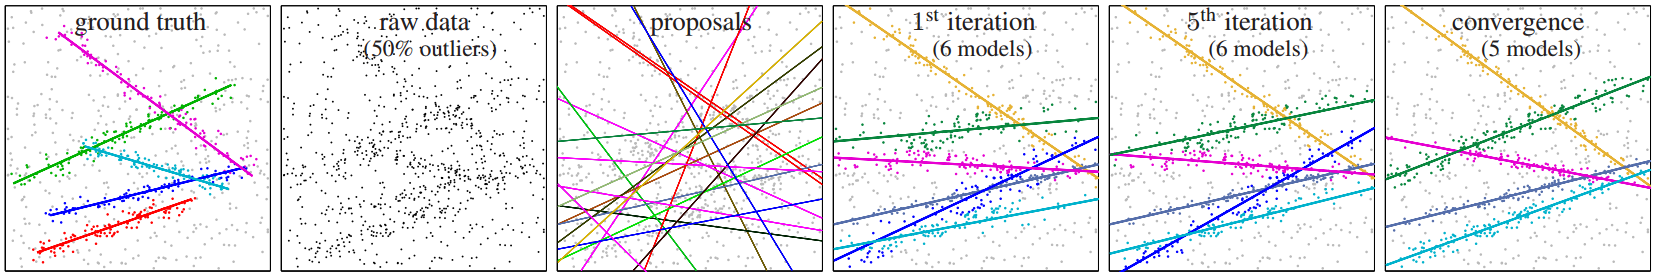 ground truth
raw data
(50% outliers)
proposals
1st iteration
(6 models)
5th iteration
(6 models)
convergence
(5 models)